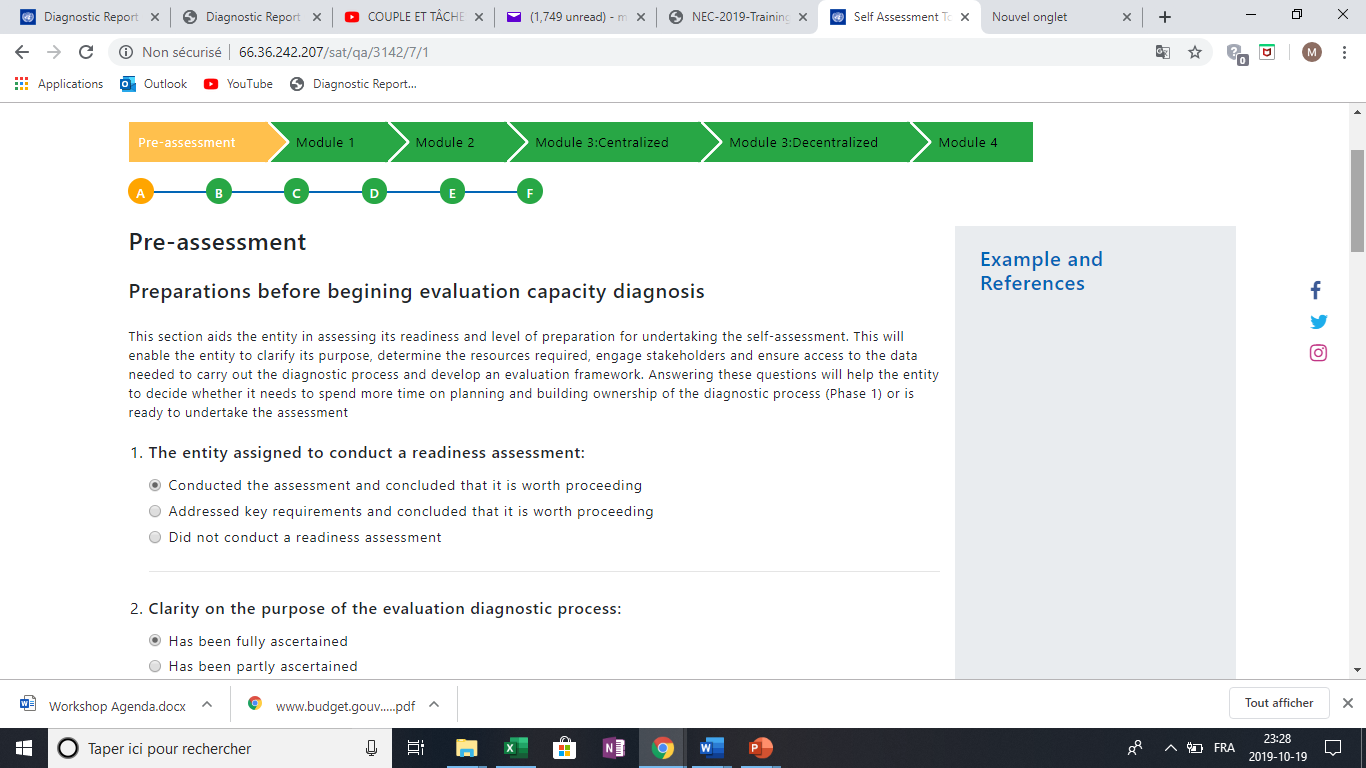 Diagnostic Report
Diagnostic Report
COUPLE ET TÂCHE
(1,749 unread) - m
NEC-2019-Training
Self Assessment To
Nouvel onglet
Non sécurisé
66.36.242.207/sat/qa/3142/7/1
0
M
Applications
Outlook
YouTube
Diagnostic Report...
Pre-assessment
Module 1
Module 2
Module 3:Centralized
Module 3:Decentralized
Module 4
A
B
C
D
E
F
Pre-assessment
Preparations before begining evaluation capacity diagnosis
This section aids the entity in assessing its readiness and level of preparation for undertaking the self-assessment. This will
enable the entity to clarify its purpose, determine the resources required, engage stakeholders and ensure access to the data
needed to carry out the diagnostic process and develop an evaluation framework. Answering these questions will help the entity
to decide whether it needs to spend more time on planning and building ownership of the diagnostic process (Phase 1) or is
ready to undertake the assessment
1. The entity assigned to conduct a readiness assessment:
Conducted the assessment and concluded that it is worth proceeding
Addressed key requirements and concluded that it is worth proceeding
Did not conduct a readiness assessment
2. Clarity on the purpose of the evaluation diagnostic process:
Has been fully ascertained
Has been partly ascertained
Example and
References
Workshop Agenda.docx
www.budget.gouv.....pdf
Tout afficher
Taper ici pour rechercher
FRA
23:28
2019-10-19